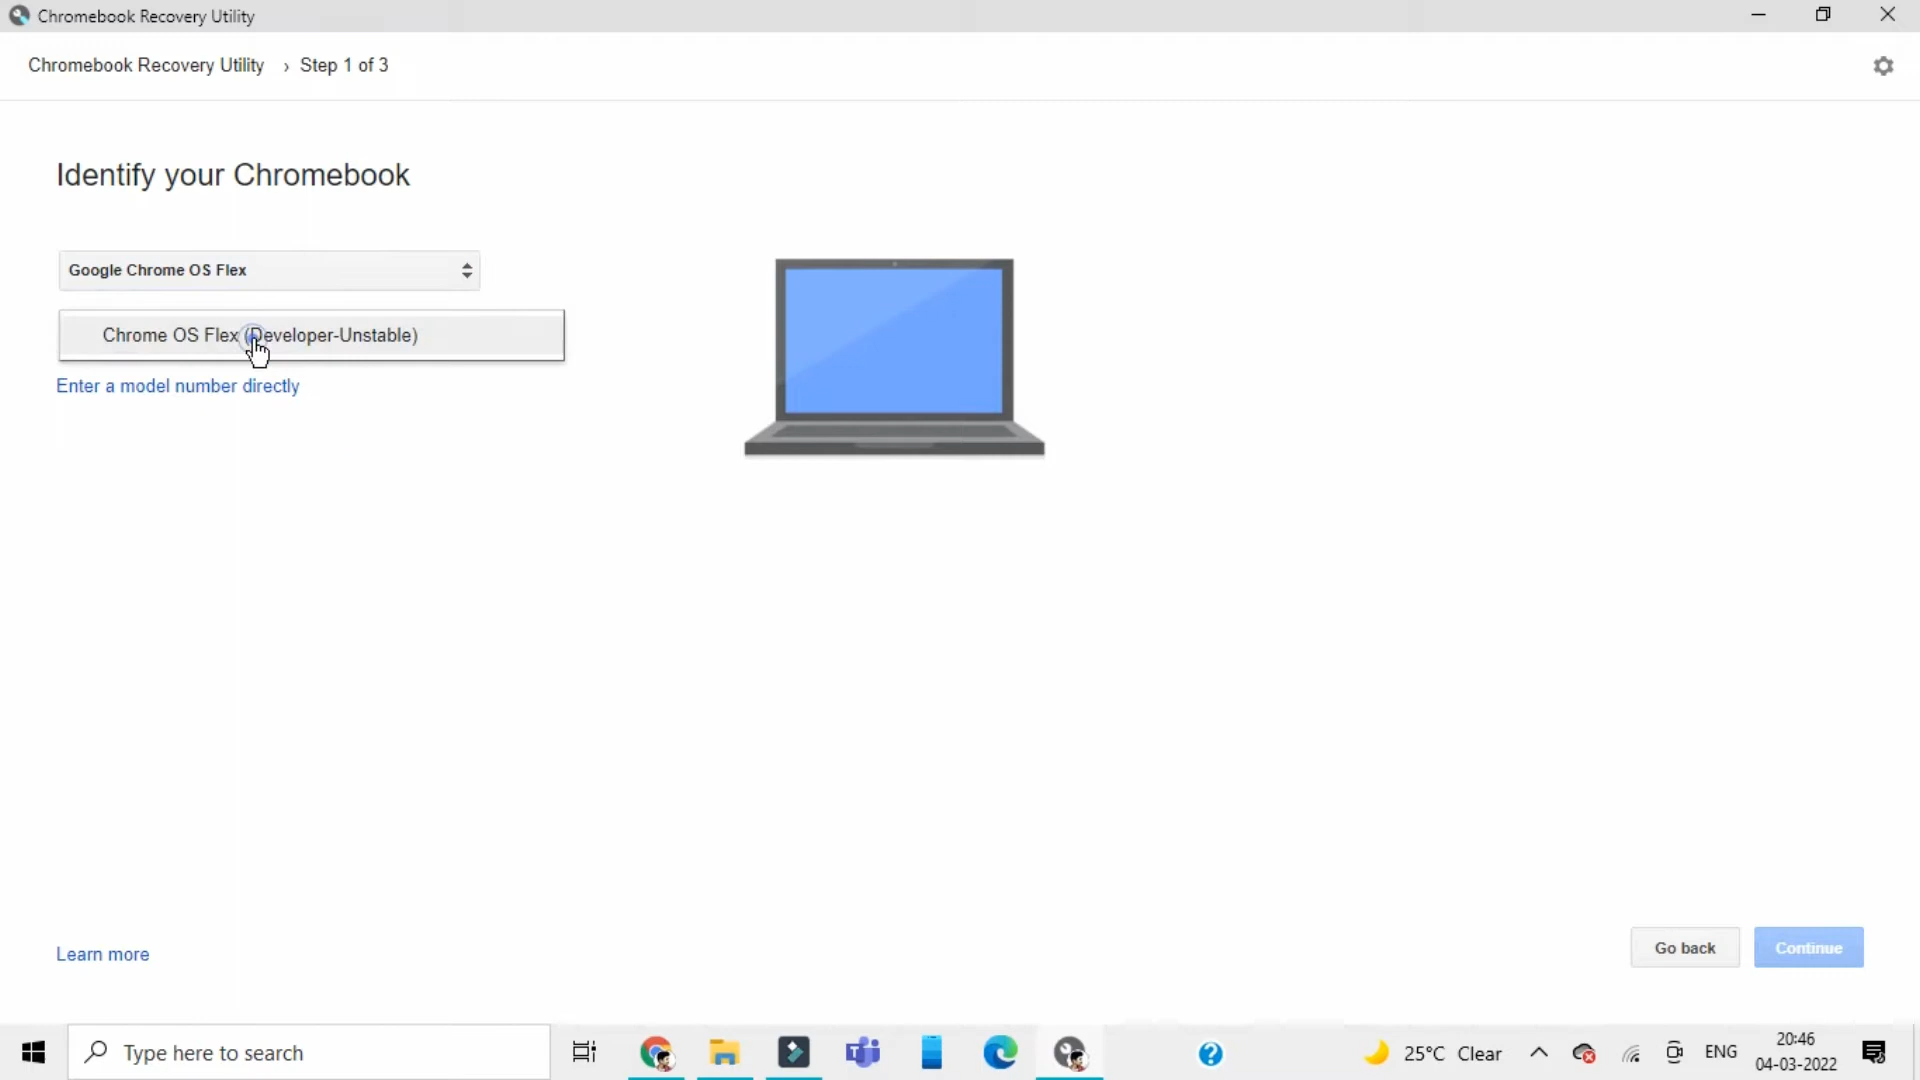 Chromebook Recovery Utility
Chromebook Recovery Utility › Step 1 of 3
Identify your Chromebook
Google Chrome OS Flex
Chrome OS Flex (Developer-Unstable)
Enter a model number directly
Learn more
Go back
Continue
Type here to search
25°C Clear
ENG
20:46
04-03-2022